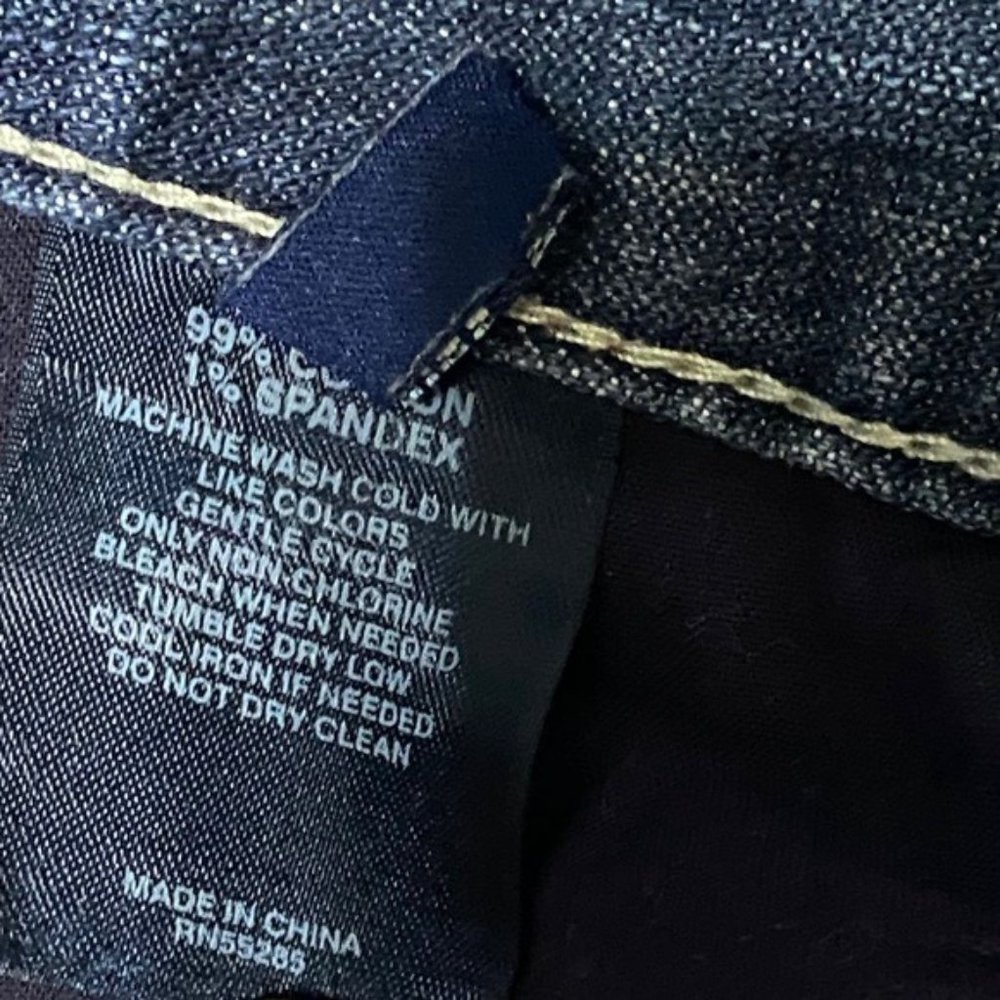 99% COTTON
1% SPANDEX
MACHINE WASH COLD WITH
LIKE COLORS
GENTLE CYCLE
ONLY NON-CHLORINE
BLEACH WHEN NEEDED
TUMBLE DRY LOW
COOL IRON IF NEEDED
DO NOT DRY CLEAN
MADE IN CHINA
RN55285